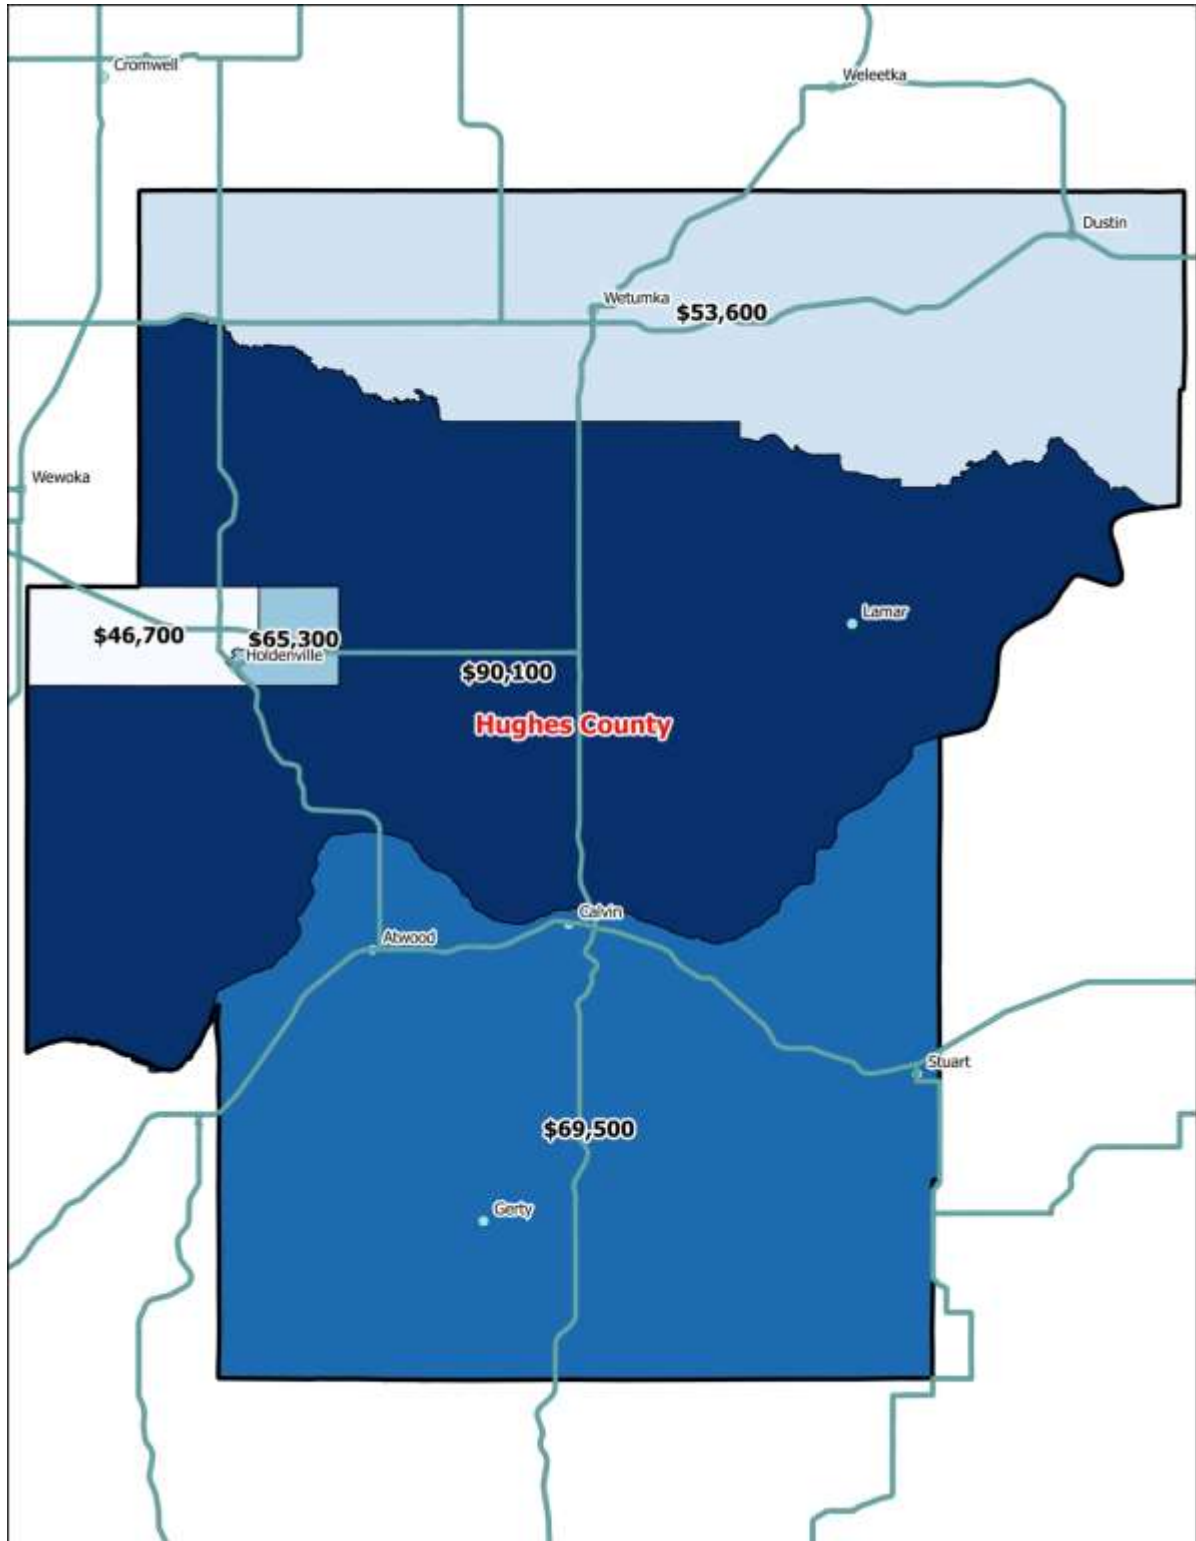 Cromwell
Weleetka
Dustin
Wetumka
$53,600
Wewoka
Lamar
$46,700
$65,300
Holdenville
$90,100
Hughes County
Calvin
Atwood
Stuart
$69,500
Gerty